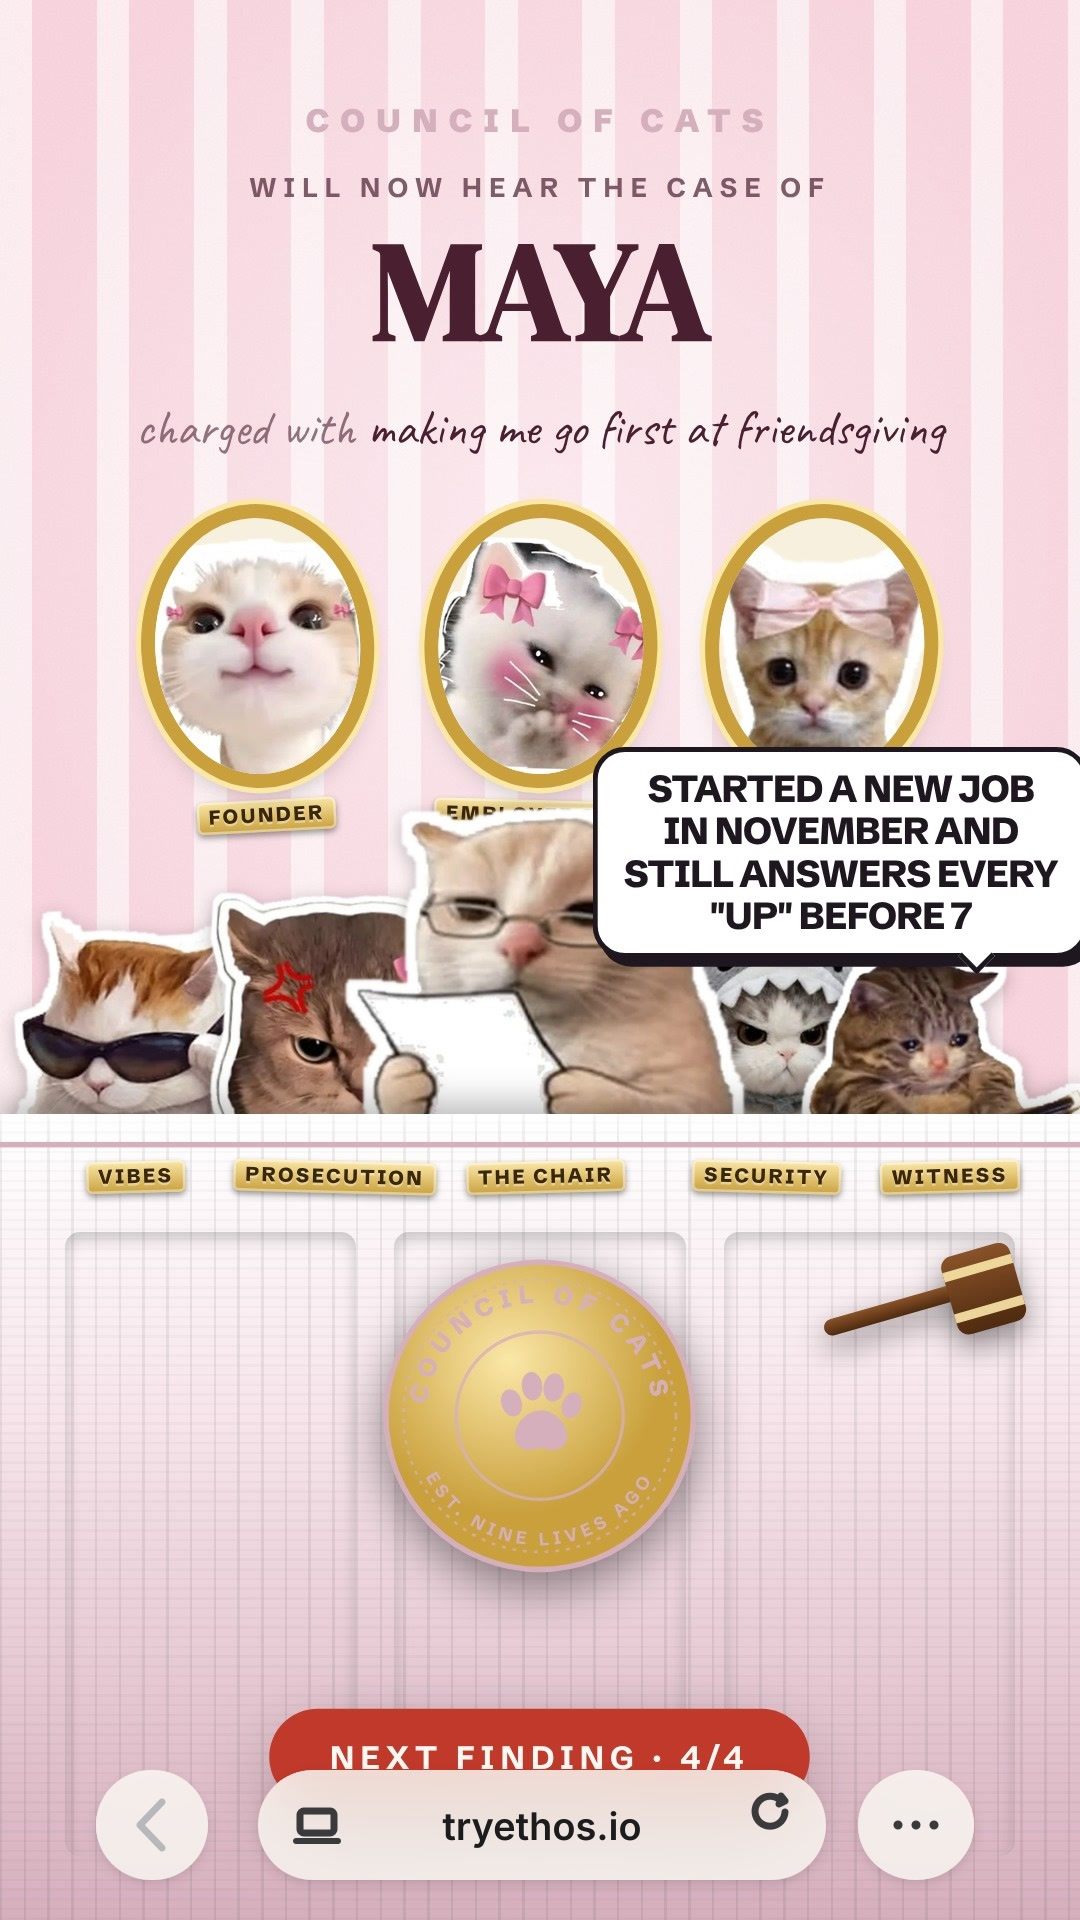 COUNCIL OF CATS
WILL NOW HEAR THE CASE OF
MAYA
charged with making me go first at friendsgiving
FOUNDER
STARTED A NEW JOB
IN NOVEMBER AND
STILL ANSWERS EVERY
"UP" BEFORE 7
VIBES
PROSECUTION
THE CHAIR
SECURITY
WITNESS
COUNCIL OF CATS
EST. NINE LIVES AGO
NEXT FINDING · 4/4
tryethos.io